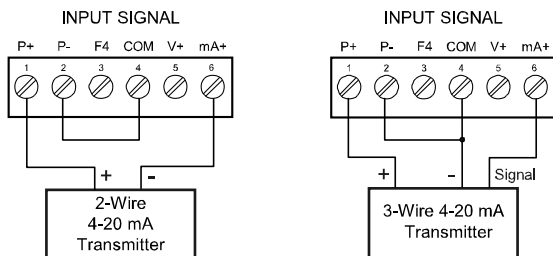 INPUT SIGNAL
P+ P- F4 COM V+ mA+
1 2 3 4 5 6
+ -
2-Wire
4-20 mA
Transmitter
INPUT SIGNAL
P+ P- F4 COM V+ mA+
1 2 3 4 5 6
+ - Signal
3-Wire 4-20 mA
Transmitter